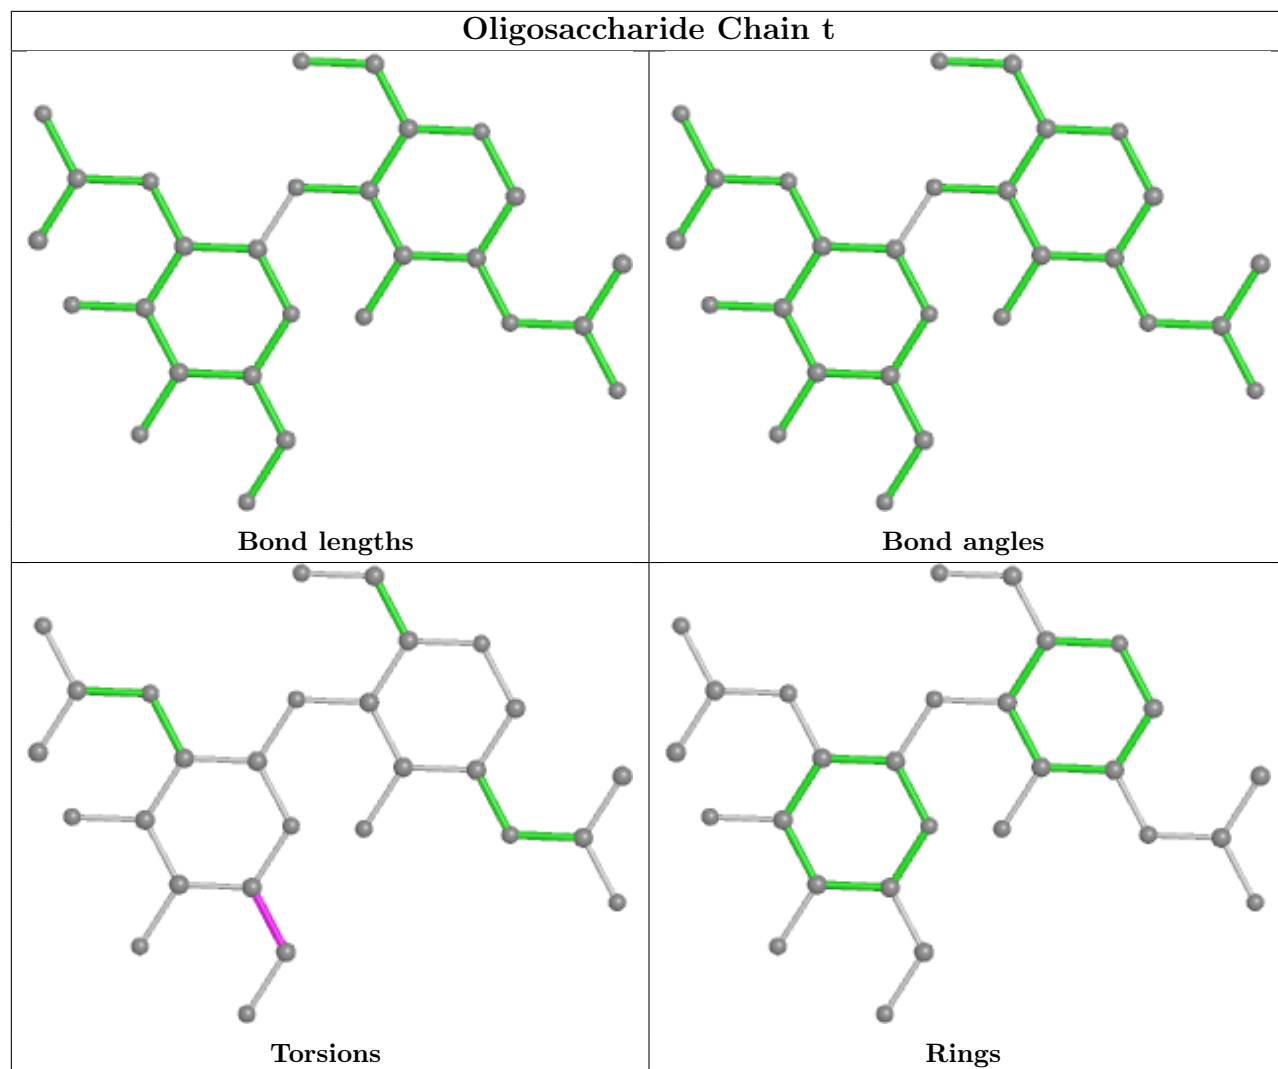 Oligosaccharide Chain t
Bond lengths
Bond angles
Torsions
Rings